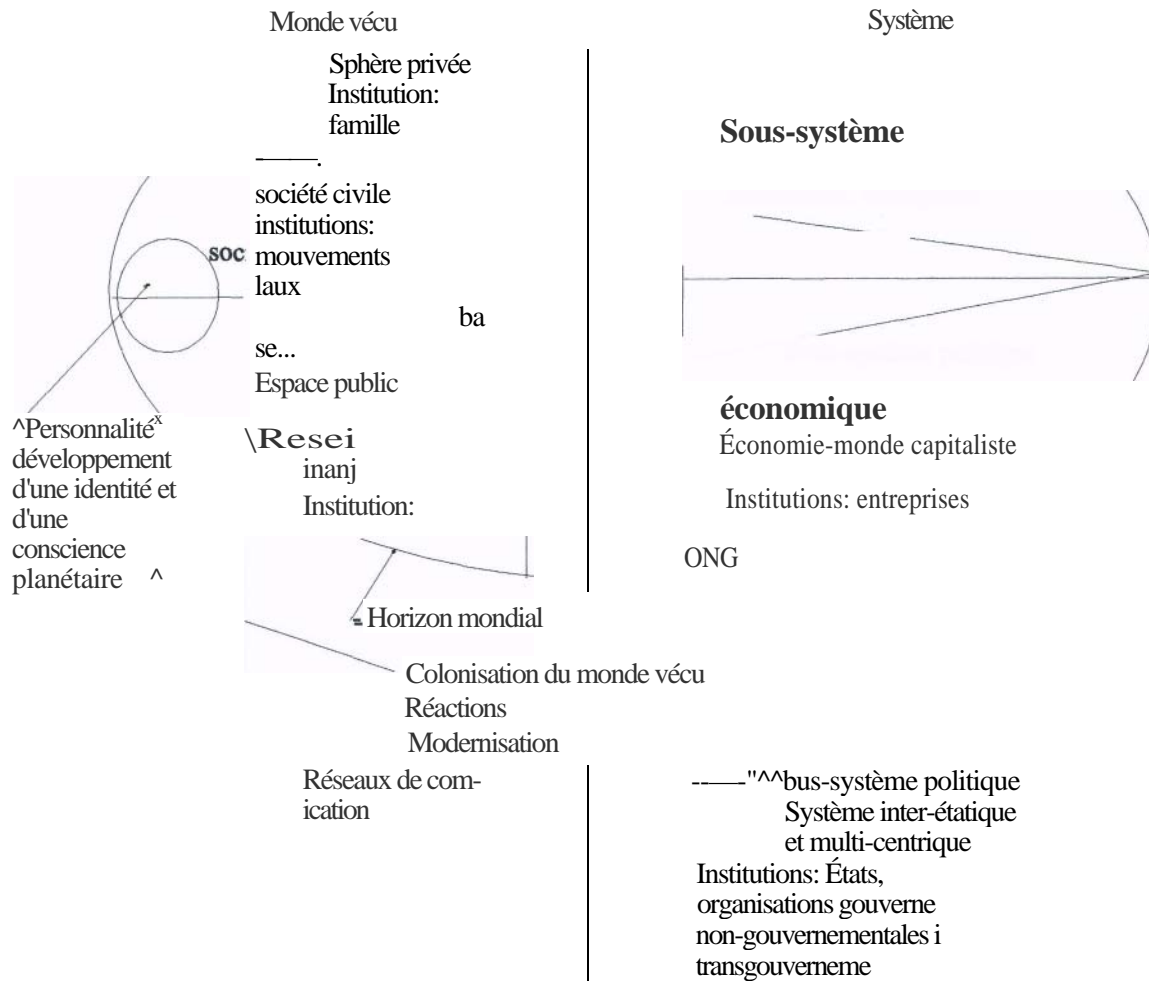 Monde vécu
Système
Sphère privée
Institution:
famille
société civile
institutions:
soc mouvements
laux
ba
se...
Espace public
^Personnalité^x
développement
d'une identité et
d'une
conscience
planétaire ^
\Resei
inanj
Institution:
Horizon mondial
Colonisation du monde vécu
Réactions
Modernisation
Réseaux de com-
ication
Sous-système
économique
Économie-monde capitaliste
Institutions: entreprises
ONG
--—-"^^bus-système politique
Système inter-étatique
et multi-centrique
Institutions: États,
organisations gouverne
non-gouvernementales i
transgouverneme